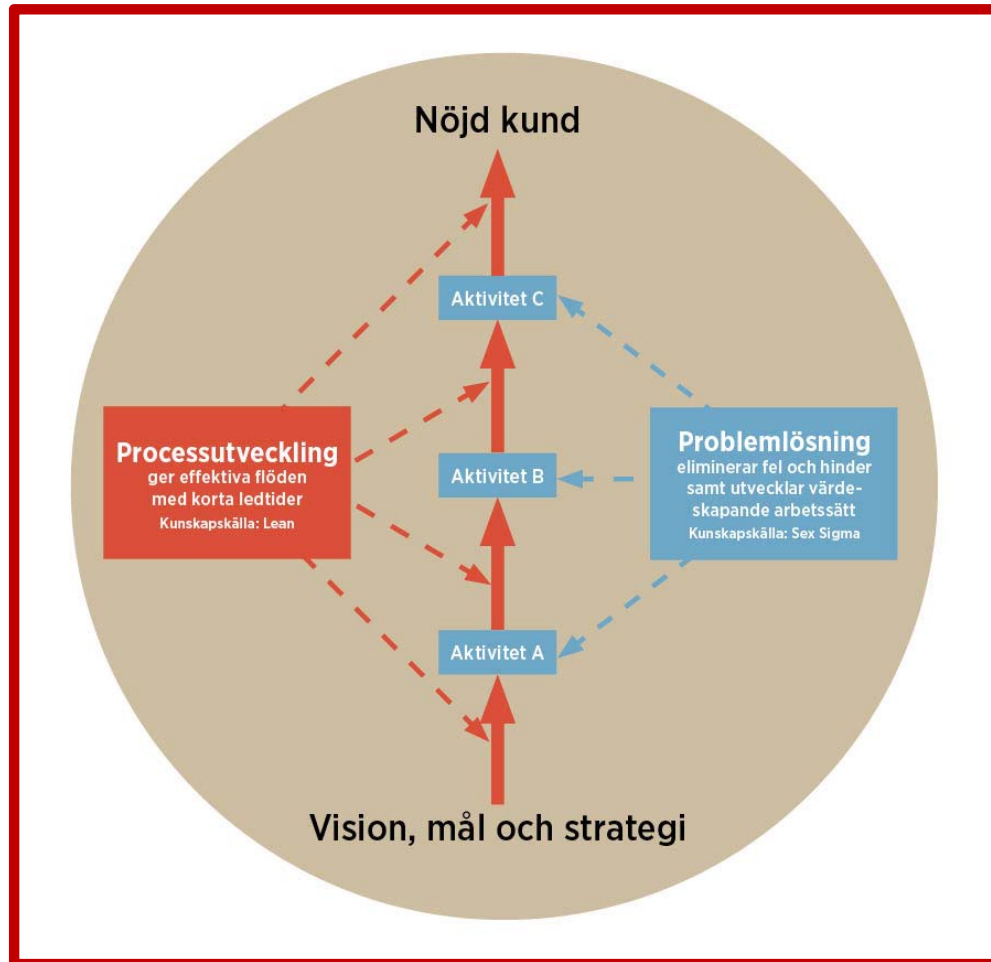 Nöjd kund
Aktivitet C
Processutveckling
ger effektiva flöden
med korta ledtider
Kunskapskälla: Lean
Aktivitet B
Problemlösning
eliminerar fel och hinder
samt utvecklar värde-
skapande arbetssätt
Kunskapskälla: Sex Sigma
Aktivitet A
Vision, mål och strategi